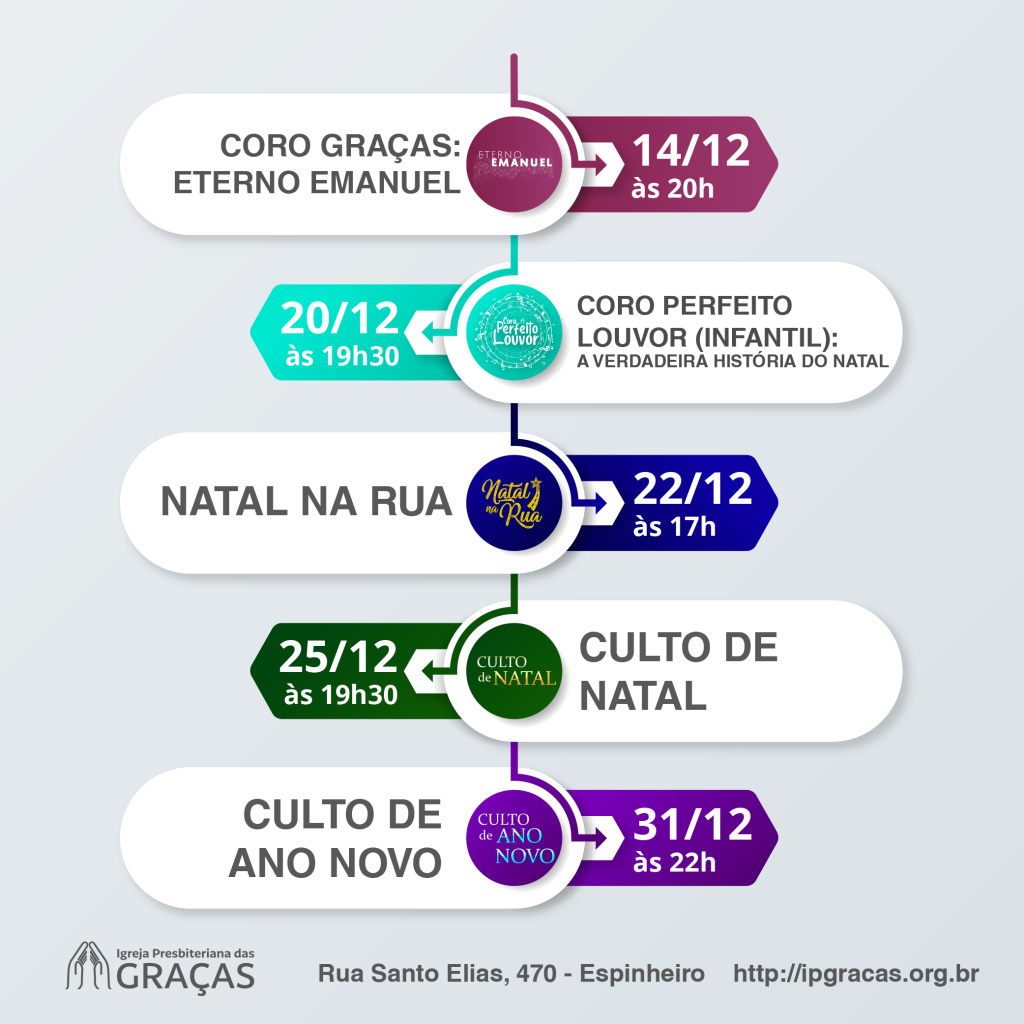 CORO GRAÇAS:
ETERNO EMANUEL
ETERNO
EMANUEL
14/12
às 20h
20/12
às 19h30
Coro
Perfeito
Louvor
CORO PERFEITO
LOUVOR (INFANTIL):
A VERDADEIRA HISTÓRIA DO NATAL
NATAL NA RUA
Natal
na
Rua
22/12
às 17h
25/12
às 19h30
CULTO
de NATAL
CULTO DE
NATAL
CULTO DE
ANO NOVO
CULTO
de ANO
NOVO
31/12
às 22h
Igreja Presbiteriana das
GRAÇAS
Rua Santo Elias, 470 - Espinheiro
http://ipgracas.org.br